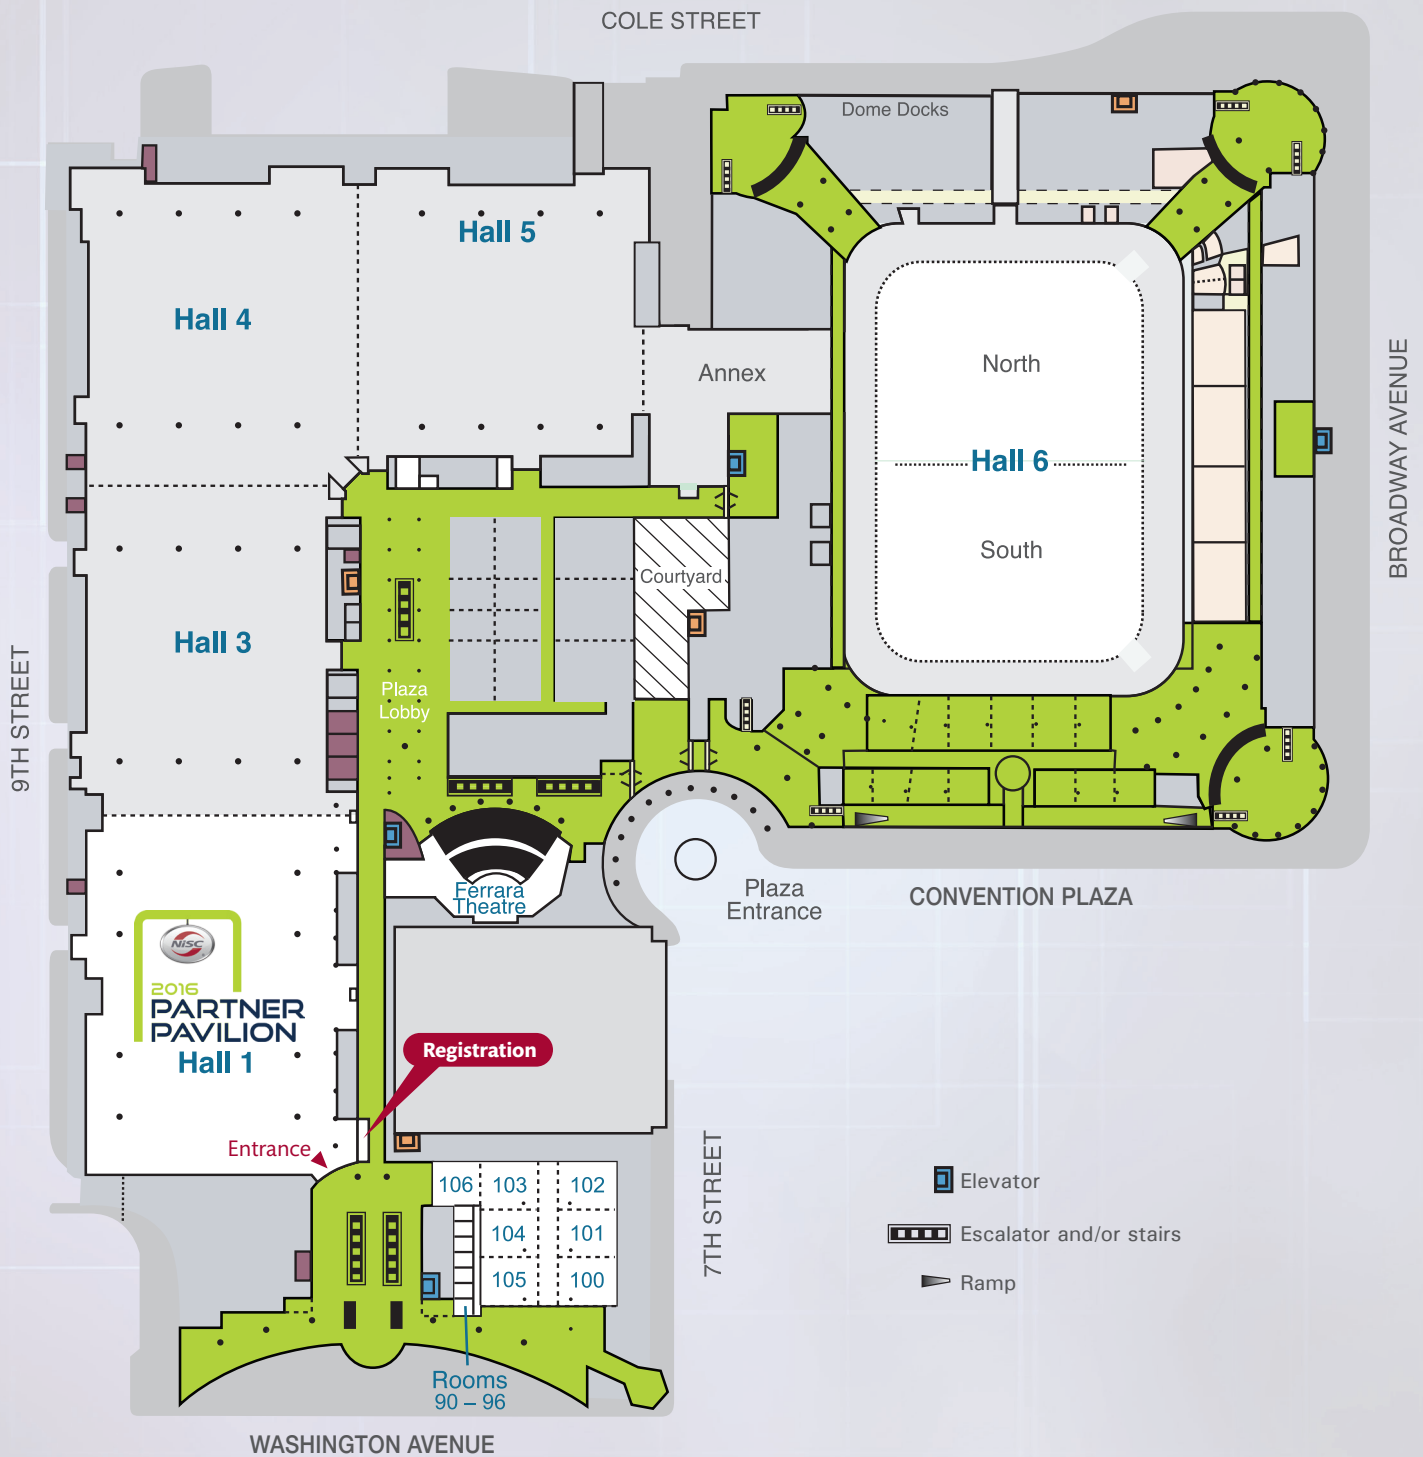 COLE STREET
Dome Docks
Hall 5
Hall 4
North
Annex
Hall 6
BROADWAY AVENUE
South
Courtyard
Hall 3
9TH STREET
Plaza
Lobby
Ferrara
Theatre
Plaza
Entrance
CONVENTION PLAZA
NISC
2016
PARTNER
PAVILION
Hall 1
Registration
Entrance
106
103
102
104
101
105
100
7TH STREET
Elevator
Escalator and/or stairs
Ramp
Rooms
90 – 96
WASHINGTON AVENUE